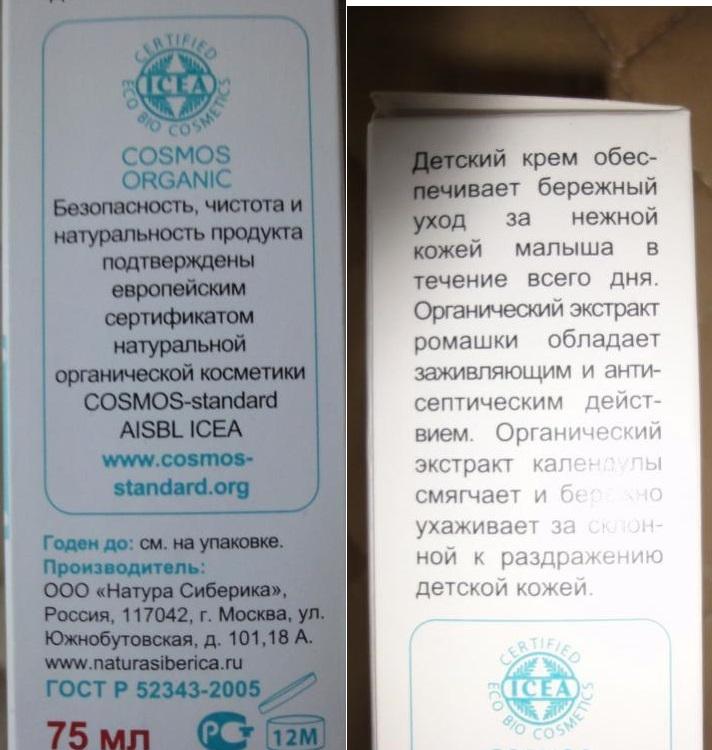 CERTIFIED
ICEA
ECO BIO COSMETICS
COSMOS
ORGANIC
Безопасность, чистота и
натуральность продукта
подтверждены
европейским
сертификатом
натуральной
органической косметики
COSMOS-standard
AISBL ICEA
www.cosmos-
standard.org
Годен до: см. на упаковке.
Производитель:
ООО «Натура Сиберика»,
Россия, 117042, г. Москва, ул.
Южнобутовская, д. 101,18 А.
www.naturasiberica.ru
ГОСТ Р 52343-2005
75 мл
12М
Детский крем обес-
печивает бережный
уход за нежной
кожей малыша в
течение всего дня.
Органический экстракт
ромашки обладает
заживляющим и анти-
септическим дейст-
вием. Органический
экстракт календулы
смягчает и бережно
ухаживает за склон-
ной к раздражению
детской кожей.
CERTIFIED
ICEA
ECO BIO COSMETICS